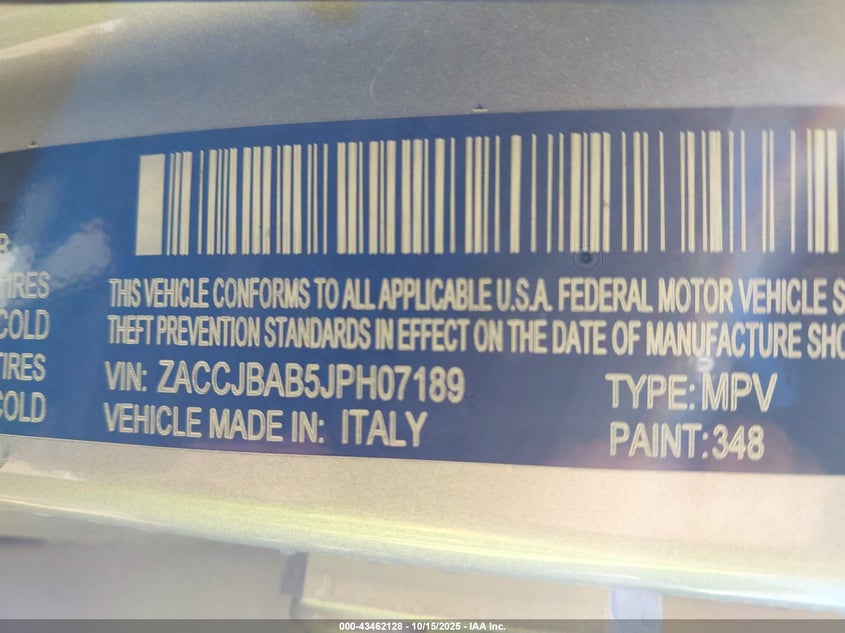 B
TIRES
COLD
TIRES
COLD
THIS VEHICLE CONFORMS TO ALL APPLICABLE U.S.A. FEDERAL MOTOR VEHICLE S
THEFT PREVENTION STANDARDS IN EFFECT ON THE DATE OF MANUFACTURE SHO
VIN: ZACCJBAB5JPH07189 TYPE: MPV
VEHICLE MADE IN: ITALY PAINT: 348
000-43462128 - 10/15/2025 - IAA Inc.